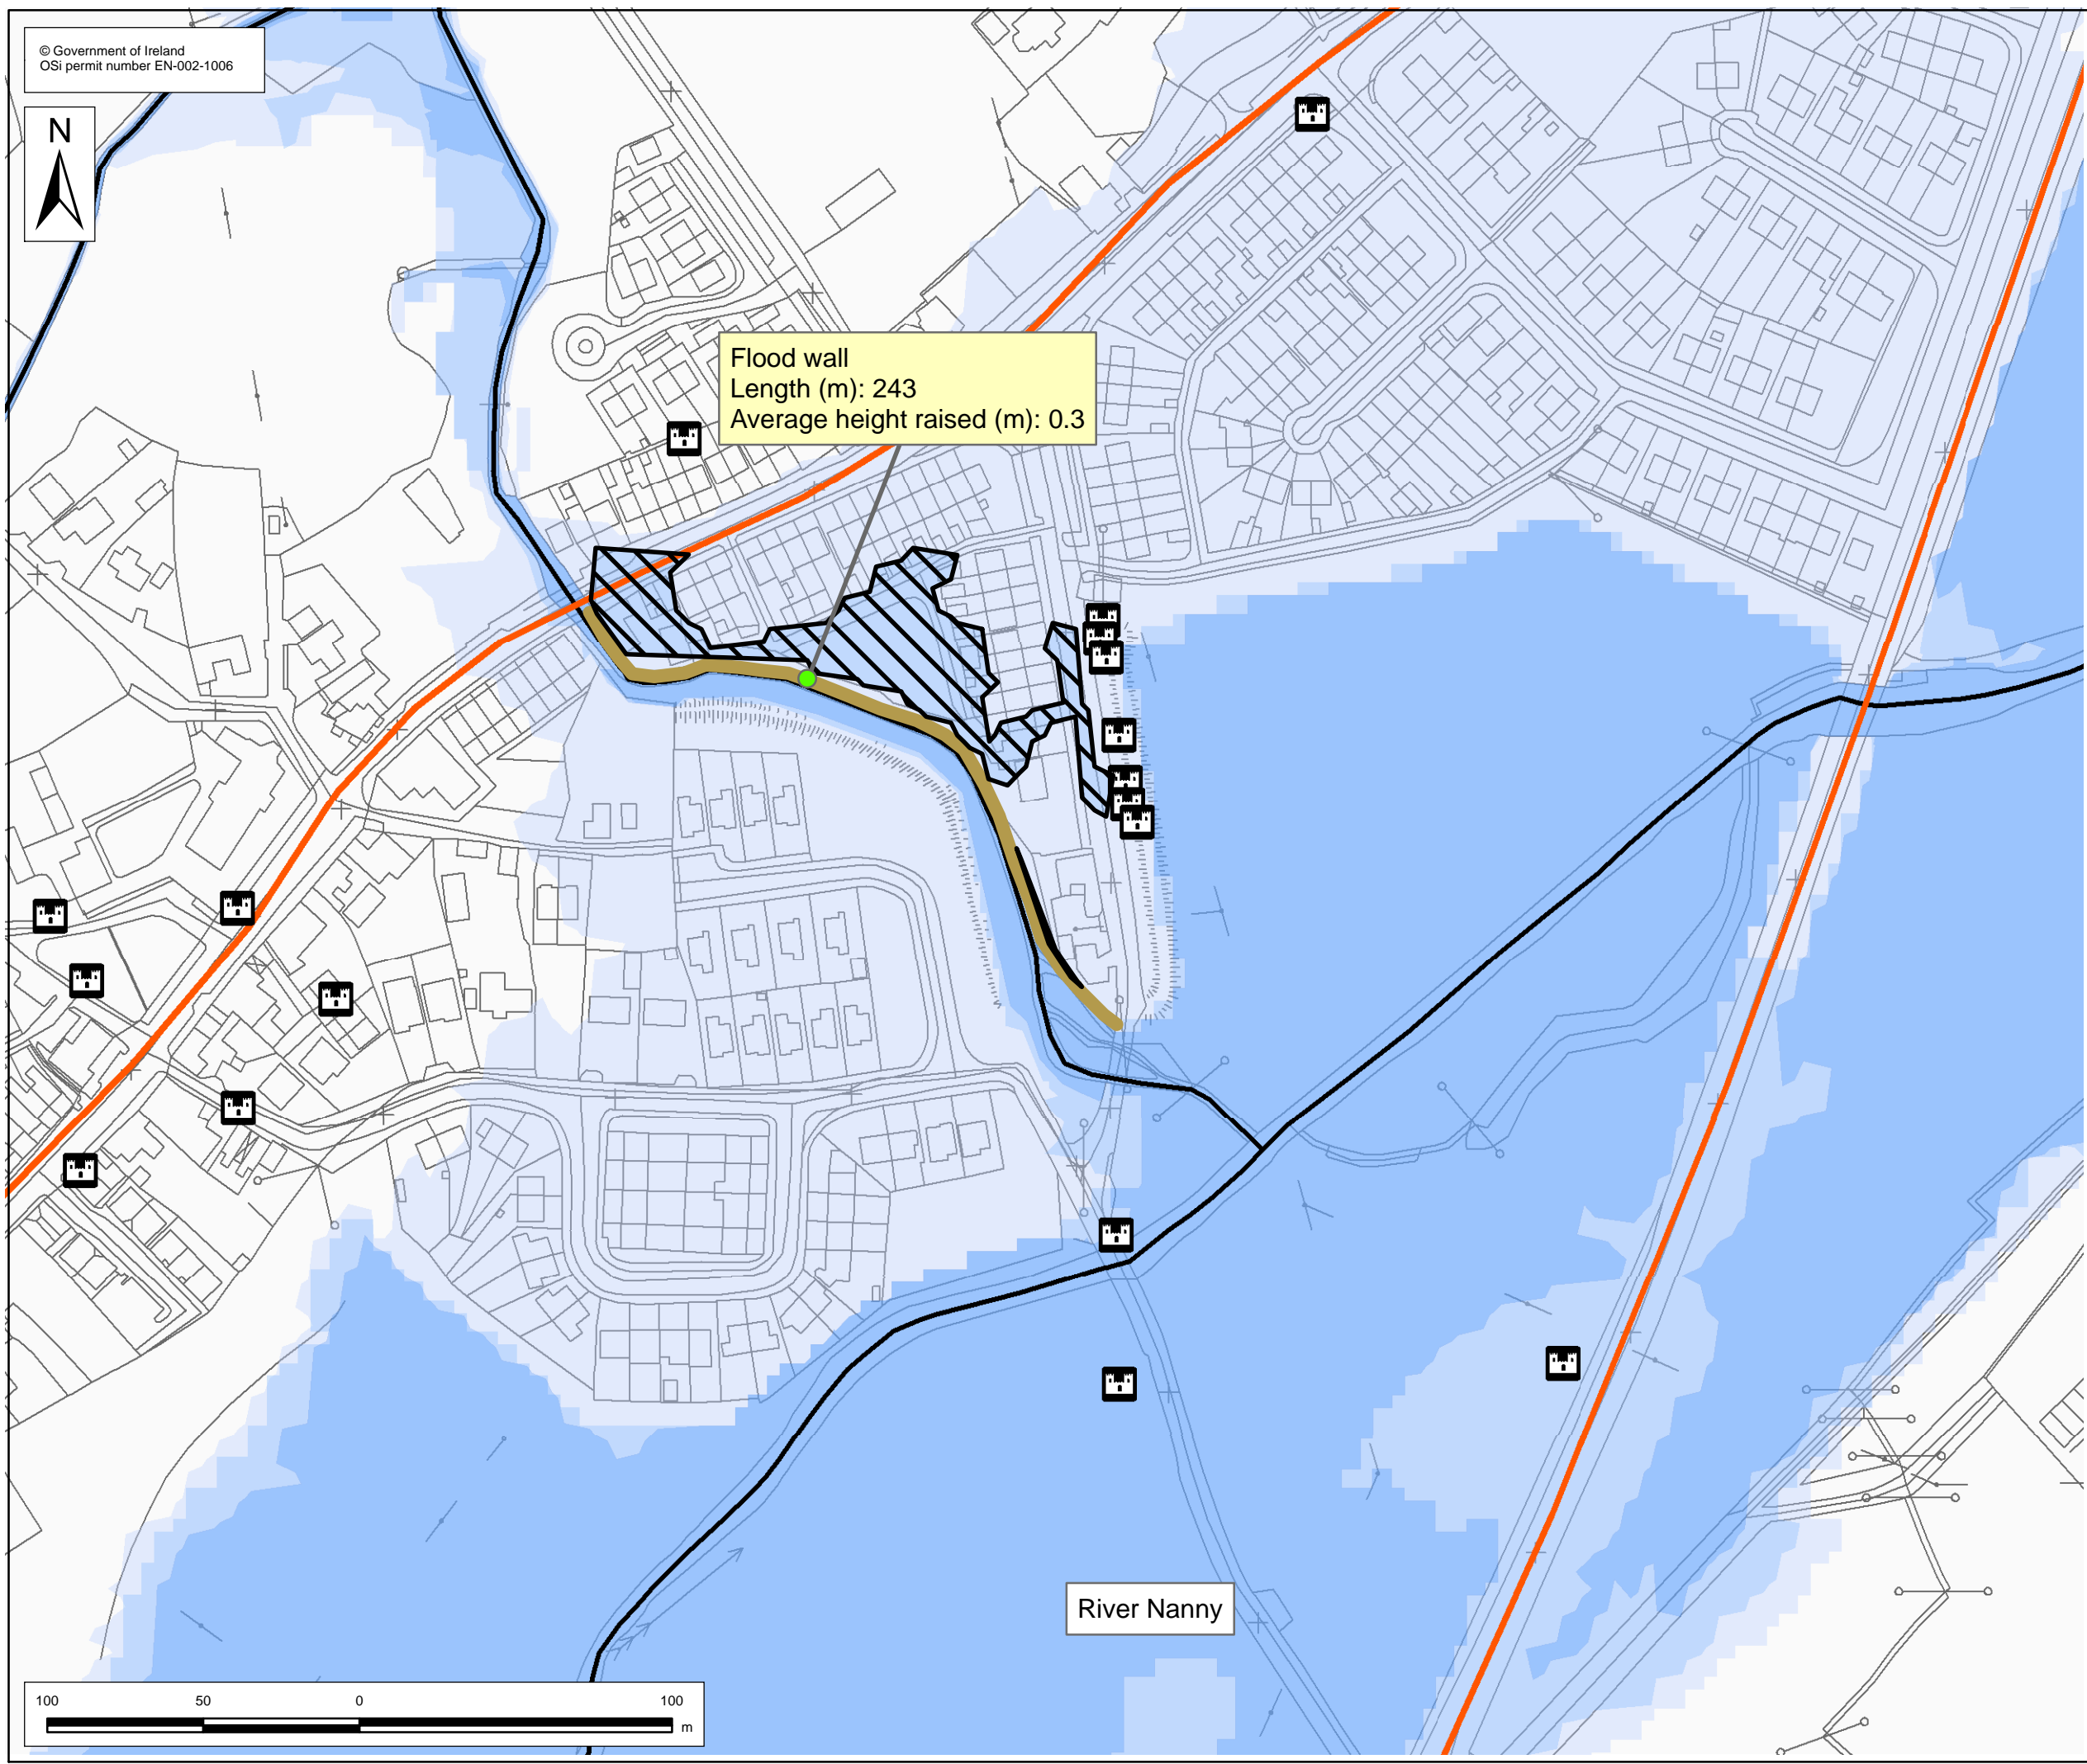 © Government of Ireland
OSi permit number EN-002-1006
N
Flood wall
Length (m): 243
Average height raised (m): 0.3
River Nanny
100 50 0 100
m